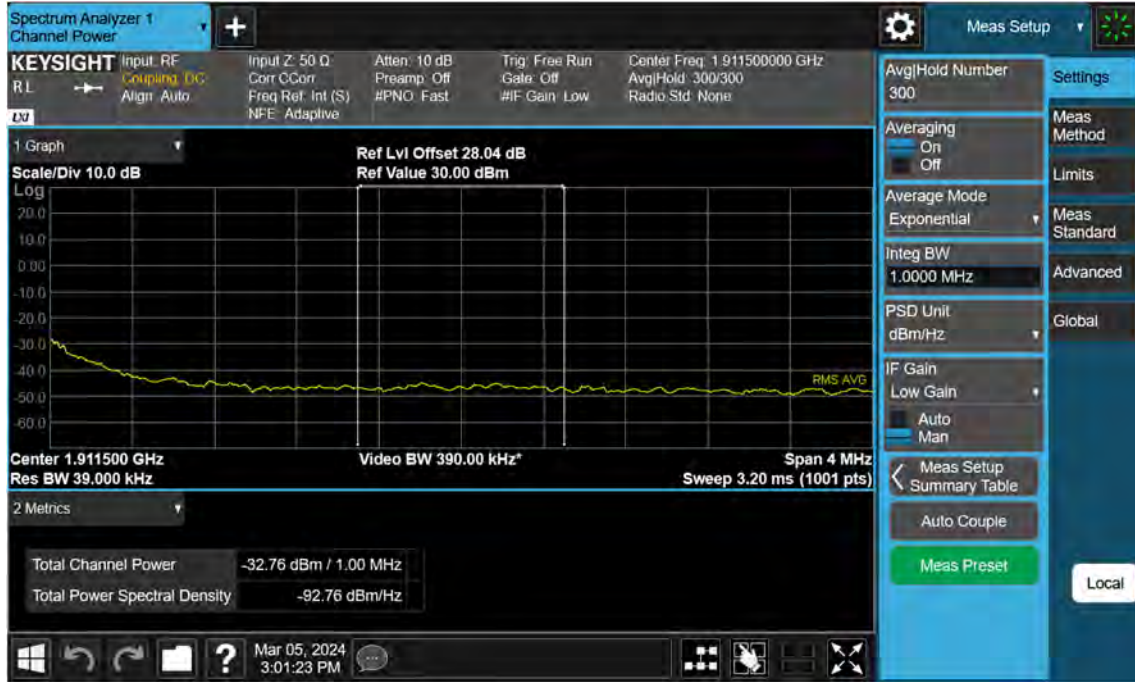 Spectrum Analyzer 1
Channel Power
+
Meas Setup
KEYSIGHT
RL
LXI
Input: RF
Coupling: DC
Align: Auto
Input Z: 50 Ω
Corr CCorr
Freq Ref: Int (S)
NFE: Adaptive
Atten: 10 dB
Preamp: Off
#PNO: Fast
Trig: Free Run
Gate: Off
#IF Gain: Low
Center Freq: 1.911500000 GHz
Avg|Hold: 300/300
Radio Std: None
1 Graph
Scale/Div 10.0 dB
Ref Lvl Offset 28.04 dB
Ref Value 30.00 dBm
Log
20.0
10.0
0.00
-10.0
-20.0
-30.0
-40.0
-50.0
-60.0
RMS AVG
Center 1.911500 GHz
Video BW 390.00 kHz*
Span 4 MHz
Res BW 39.000 kHz
Sweep 3.20 ms (1001 pts)
2 Metrics
Total Channel Power -32.76 dBm / 1.00 MHz
Total Power Spectral Density -92.76 dBm/Hz
?
Mar 05, 2024
3:01:23 PM
Avg|Hold Number
300
Averaging
On
Off
Average Mode
Exponential
Integ BW
1.0000 MHz
PSD Unit
dBm/Hz
IF Gain
Low Gain
Auto
Man
Meas Setup
Summary Table
Auto Couple
Meas Preset
Settings
Meas
Method
Limits
Meas
Standard
Advanced
Global
Local